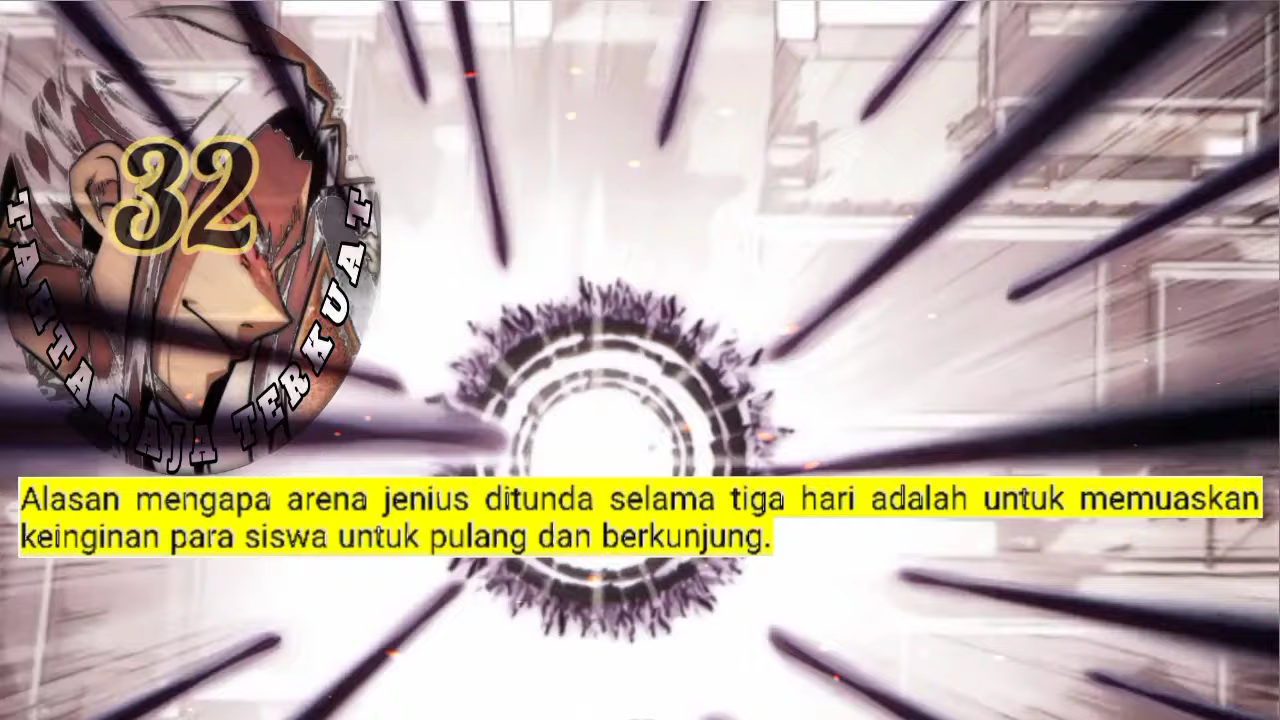 32
TAHTA RAJA TERKUAT
Alasan mengapa arena jenius ditunda selama tiga hari adalah untuk memuaskan
keinginan para siswa untuk pulang dan berkunjung.